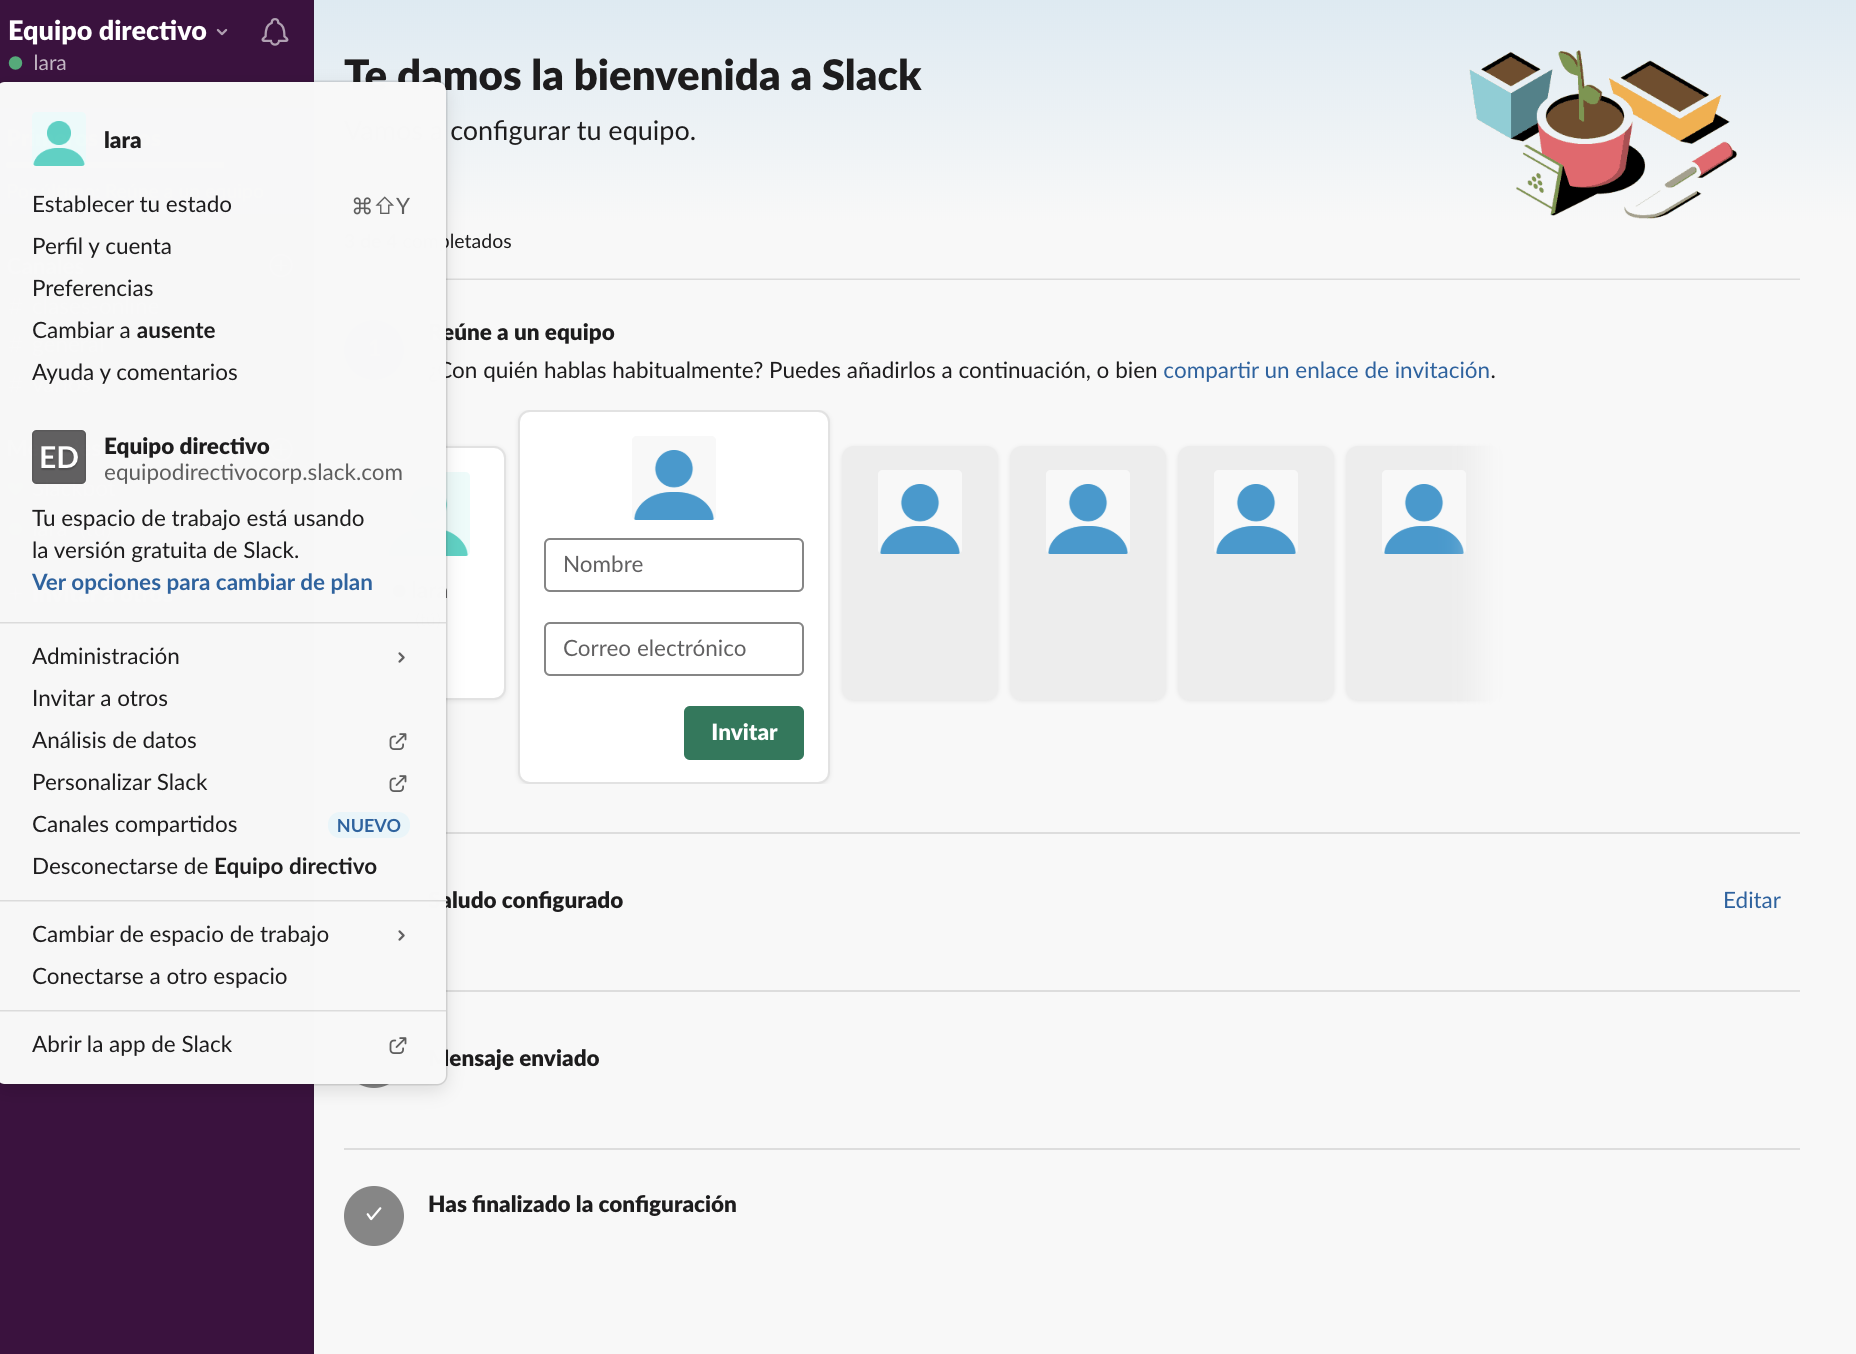 Equipo directivo
lara
Te damos la bienvenida a Slack
configurar tu equipo.
lara
Establecer tu estado ⌘⇧Y
Perfil y cuenta
Preferencias
Cambiar a ausente
Ayuda y comentarios
ED
Equipo directivo
equipodirectivocorp.slack.com
Tu espacio de trabajo está usando
la versión gratuita de Slack.
Ver opciones para cambiar de plan
Administración
Invitar a otros
Análisis de datos
Personalizar Slack
Canales compartidos NUEVO
Desconectarse de Equipo directivo
Cambiar de espacio de trabajo
Conectarse a otro espacio
Abrir la app de Slack
pletados
eúne a un equipo
Con quién hablas habitualmente? Puedes añadirlos a continuación, o bien compartir un enlace de invitación.
Nombre
Correo electrónico
Invitar
aludo configurado
Editar
ensaje enviado
Has finalizado la configuración